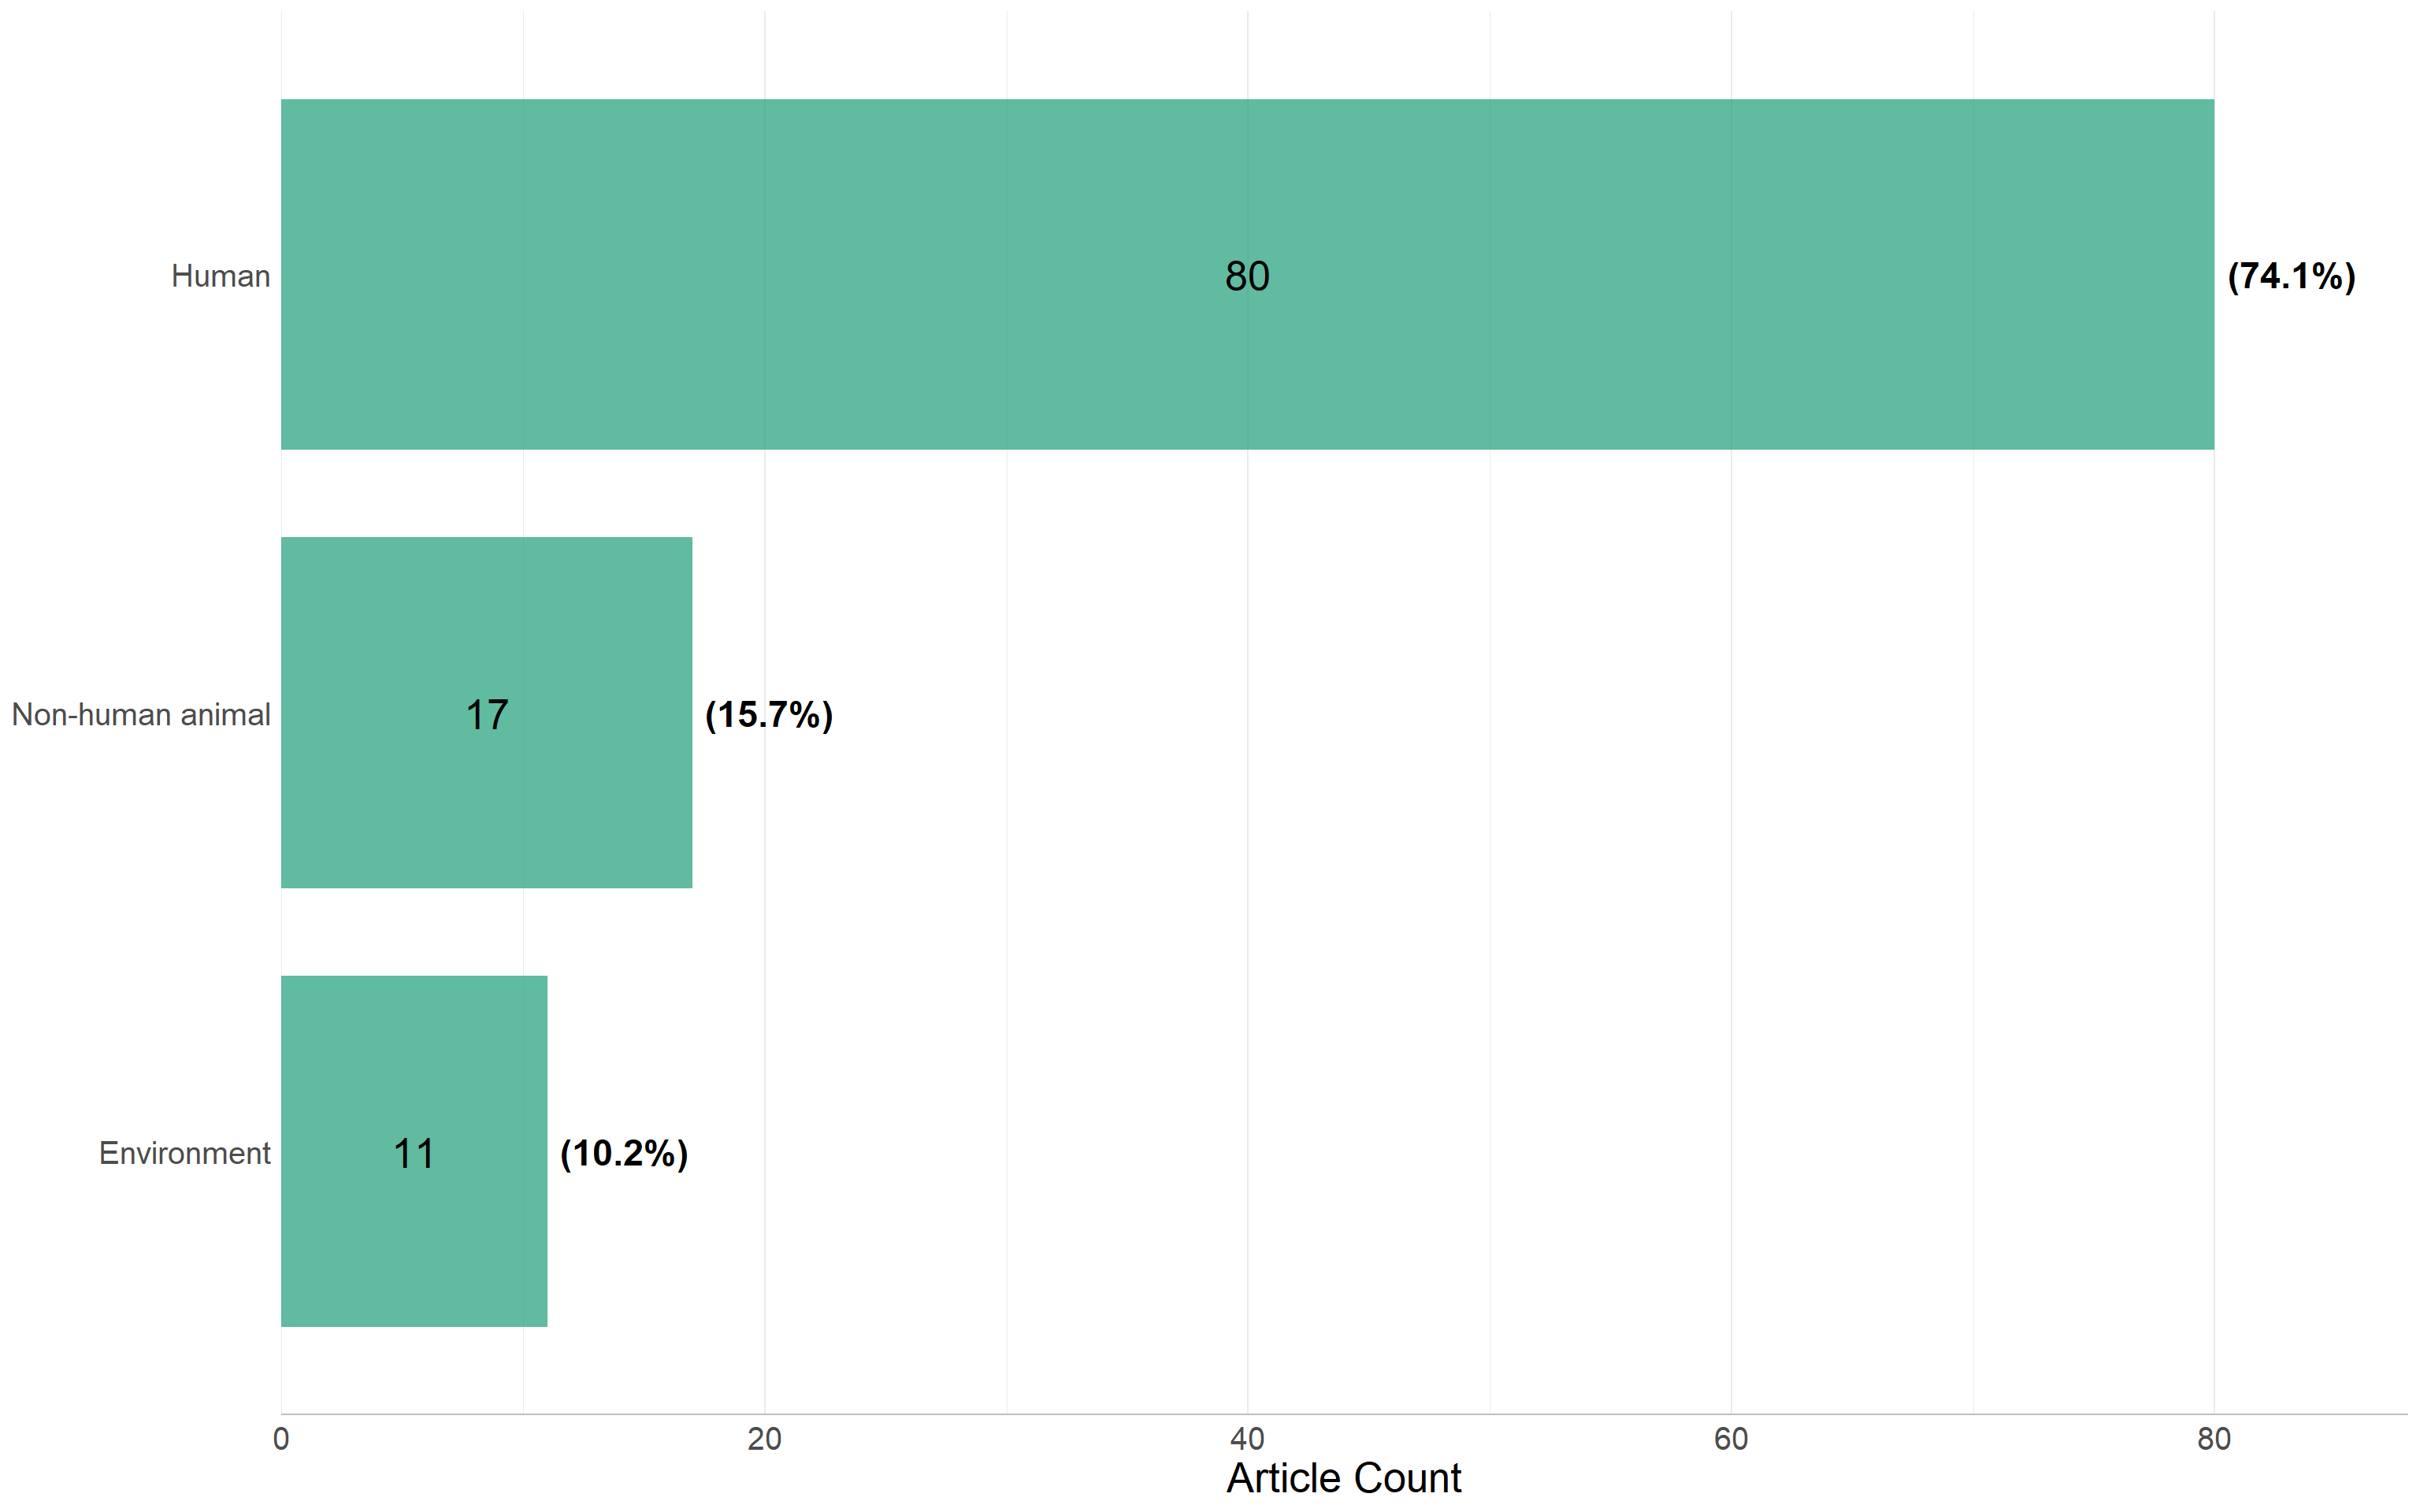 Human
80
(74.1%)
Non-human animal
17
(15.7%)
Environment
11
(10.2%)
0 20 40 60 80
Article Count